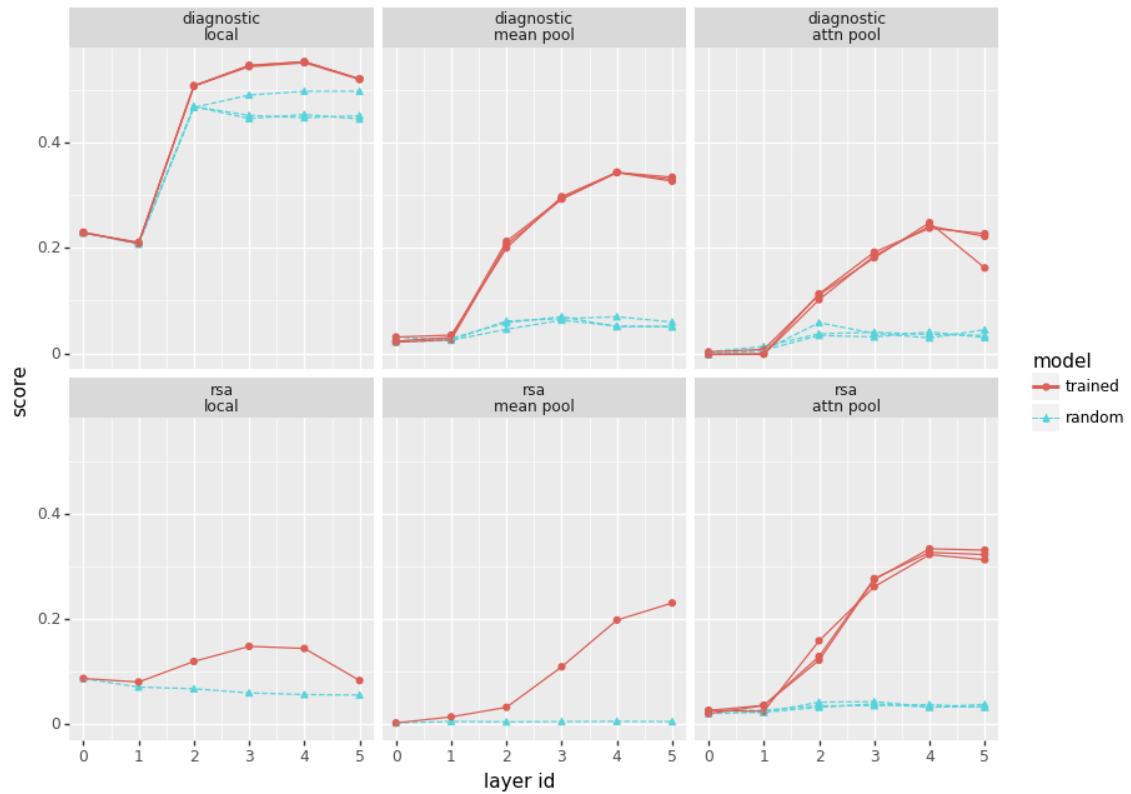 diagnostic
local
diagnostic
mean pool
diagnostic
attn pool
0.4
0.2
0
rsa
local
rsa
mean pool
rsa
attn pool
0.4
0.2
0
score
0 1 2 3 4 5
0 1 2 3 4 5
0 1 2 3 4 5
layer id
model
trained
random